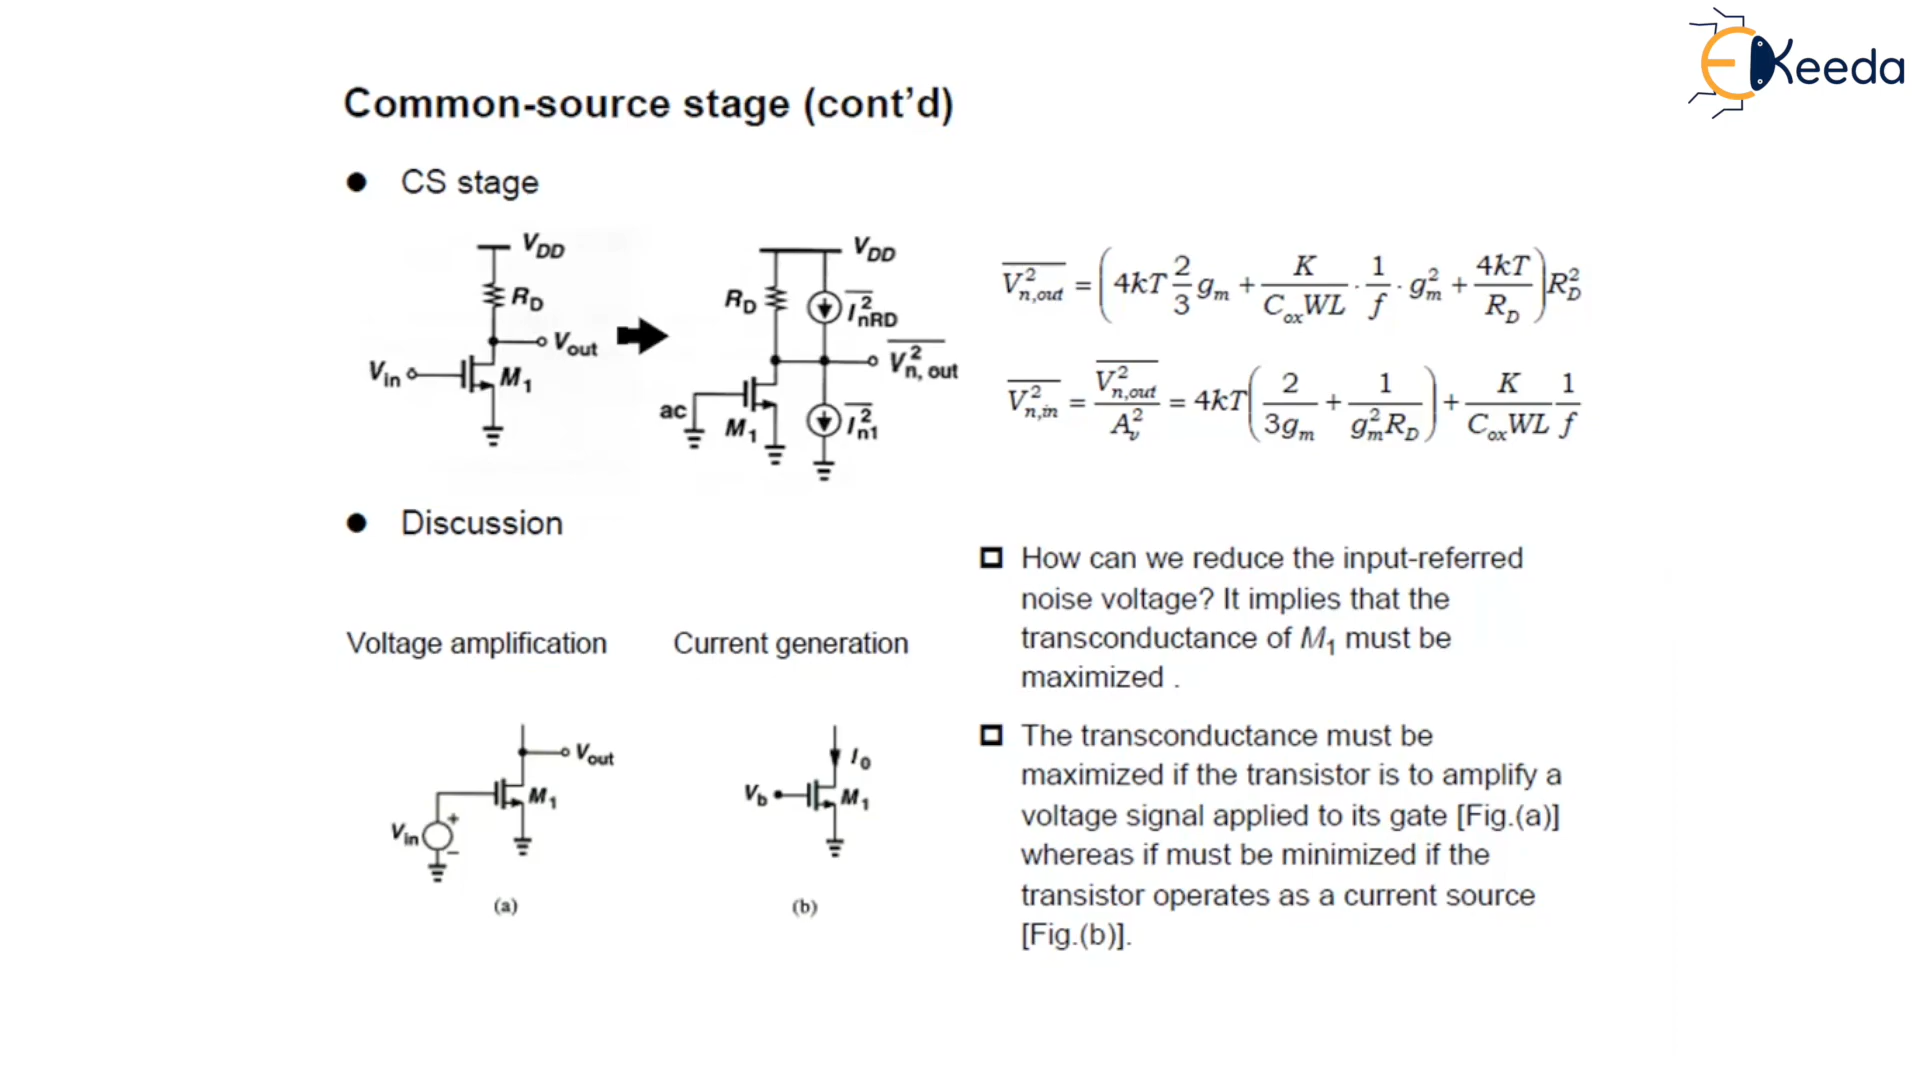 EKeeda
Common-source stage (cont'd)
● CS stage
VDD
RD
Vout
Vin
M1
VDD
RD
I²nRD
V²n, out
ac
M1
I²n1
V²n,out = (4kT 2/3 gm + K/CoxWL · 1/f · g²m + 4kT/RD) R²D
V²n,in = V²n,out/A²v = 4kT (2/3gm + 1/g²mRD) + K/CoxWL 1/f
● Discussion
Voltage amplification
Current generation
Vout
M1
Vin
+
−
(a)
I0
Vb
M1
(b)
How can we reduce the input-referred
noise voltage? It implies that the
transconductance of M1 must be
maximized .
The transconductance must be
maximized if the transistor is to amplify a
voltage signal applied to its gate [Fig.(a)]
whereas if must be minimized if the
transistor operates as a current source
[Fig.(b)].